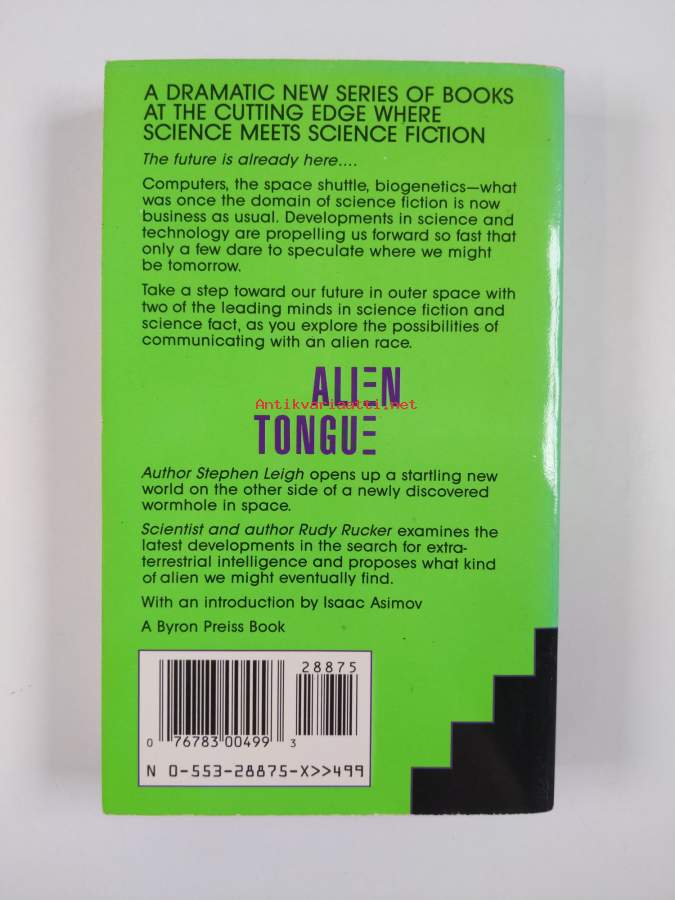 A DRAMATIC NEW SERIES OF BOOKS
AT THE CUTTING EDGE WHERE
SCIENCE MEETS SCIENCE FICTION
The future is already here....
Computers, the space shuttle, biogenetics—what
was once the domain of science fiction is now
business as usual. Developments in science and
technology are propelling us forward so fast that
only a few dare to speculate where we might
be tomorrow.
Take a step toward our future in outer space with
two of the leading minds in science fiction and
science fact, as you explore the possibilities of
communicating with an alien race.
ALIEN
Antikvariaatti.net
TONGUE
Author Stephen Leigh opens up a startling new
world on the other side of a newly discovered
wormhole in space.
Scientist and author Rudy Rucker examines the
latest developments in the search for extra-
terrestrial intelligence and proposes what kind
of alien we might eventually find.
With an introduction by Isaac Asimov
A Byron Preiss Book
28875
0 76783 00499 3
N 0-553-28875-X>>499